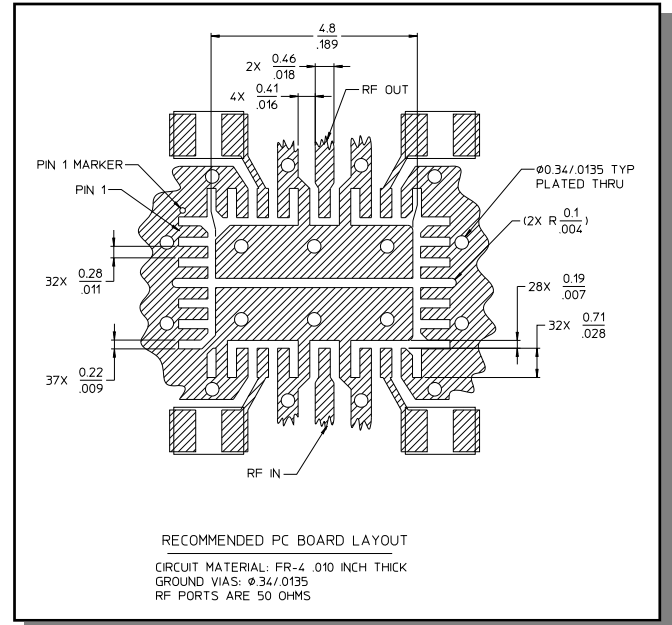 4.8
.189
2X 0.46
.018
4X 0.41
.016
RF OUT
PIN 1 MARKER
PIN 1
Ø0.34/.0135 TYP
PLATED THRU
(2X R 0.1
.004)
32X 0.28
.011
28X 0.19
.007
32X 0.71
.028
37X 0.22
.009
RF IN
RECOMMENDED PC BOARD LAYOUT
CIRCUIT MATERIAL: FR-4 .010 INCH THICK
GROUND VIAS: Ø.34/.0135
RF PORTS ARE 50 OHMS